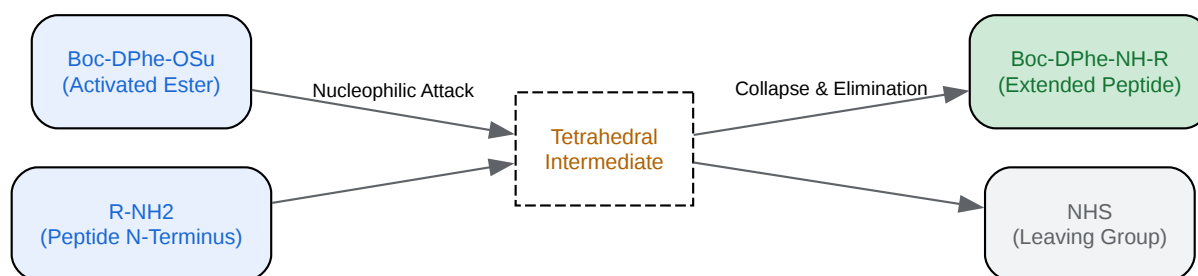 Boc-DPhe-OSu
(Activated Ester)
R-NH2
(Peptide N-Terminus)
Nucleophilic Attack
Tetrahedral
Intermediate
Collapse & Elimination
Boc-DPhe-NH-R
(Extended Peptide)
NHS
(Leaving Group)